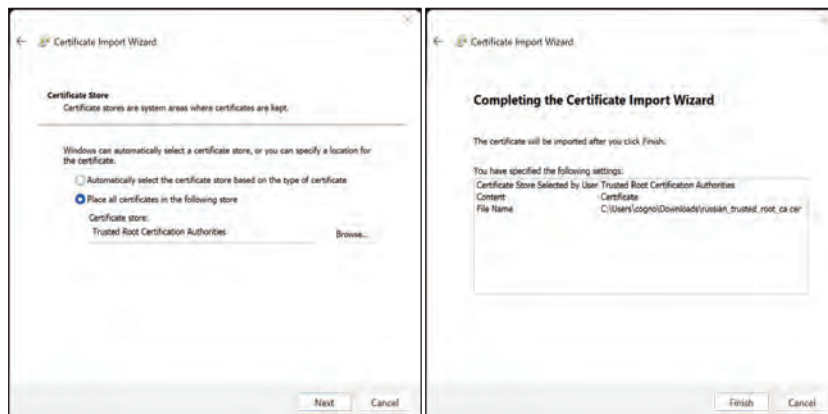 Certificate Import Wizard
Certificate Store
Certificate stores are system areas where certificates are kept.
Windows can automatically select a certificate store, or you can specify a location for
the certificate.
Automatically select the certificate store based on the type of certificate
Place all certificates in the following store
Certificate store:
Trusted Root Certification Authorities
Browse...
Next
Cancel
Certificate Import Wizard
Completing the Certificate Import Wizard
The certificate will be imported after you click Finish.
You have specified the following settings:
Certificate Store Selected by User Trusted Root Certification Authorities
Content Certificate
File Name C:\Users\cogno\Downloads\russian_trusted_root_ca.cer
Finish
Cancel